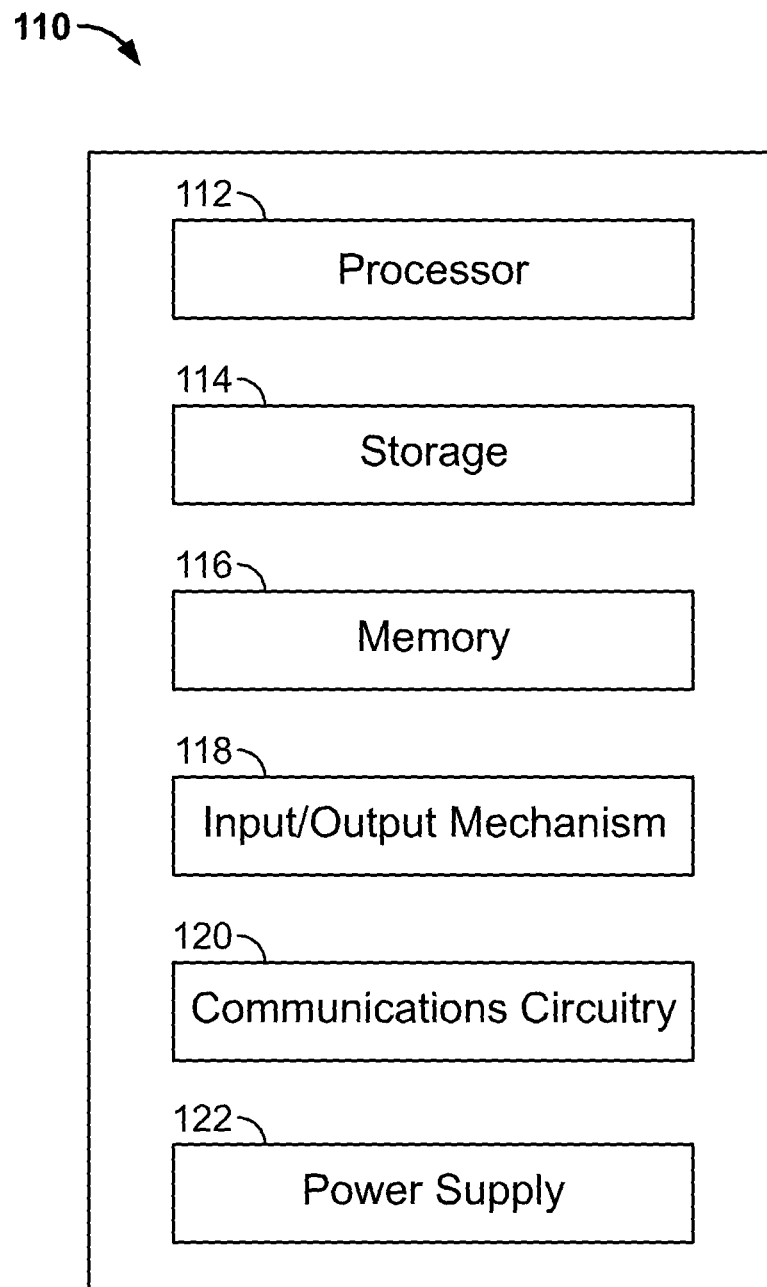 110
112
Processor
114
Storage
116
Memory
118
Input/Output Mechanism
120
Communications Circuitry
122
Power Supply